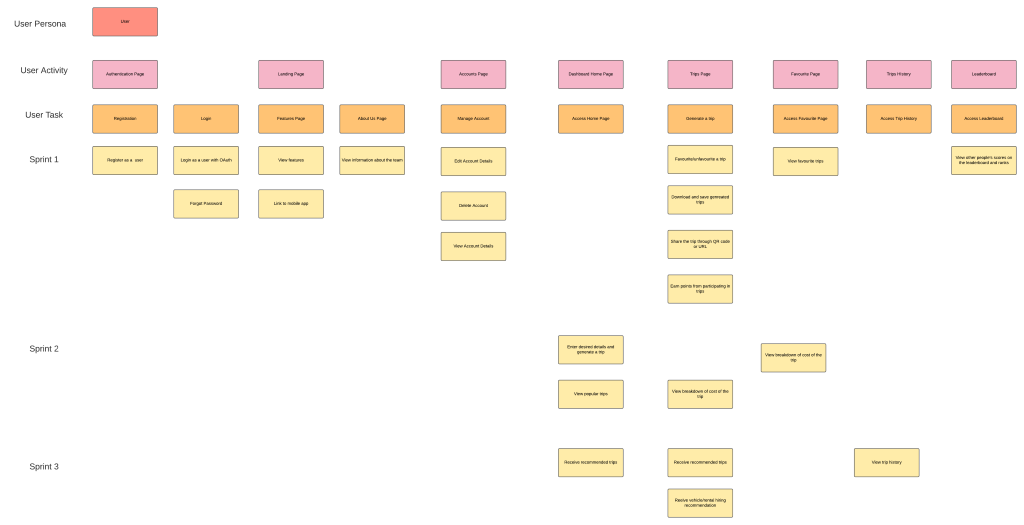 User Persona
User
User Activity
Authentication Page
Landing Page
Accounts Page
Dashboard Home Page
Trips Page
Favourite Page
Trips History
Leaderboard
User Task
Registration
Login
Features Page
About Us Page
Manage Account
Access Home Page
Generate a trip
Access Favourite Page
Access Trip History
Access Leaderboard
Sprint 1
Register as a user
Login as a user with OAuth
View features
View information about the team
Edit Account Details
Favourite/unfavourite a trip
View favourite trips
View other people's scores on
the leaderboard and ranks
Forgot Password
Link to mobile app
Delete Account
Download and save generated
trips
View Account Details
Share the trip through QR code
or URL
Earn points from participating in
trips
Sprint 2
Enter desired details and
generate a trip
View breakdown of cost of the
trip
View popular trips
View breakdown of cost of the
trip
Sprint 3
Receive recommended trips
Receive recommended trips
View trip history
hiring
recommendation